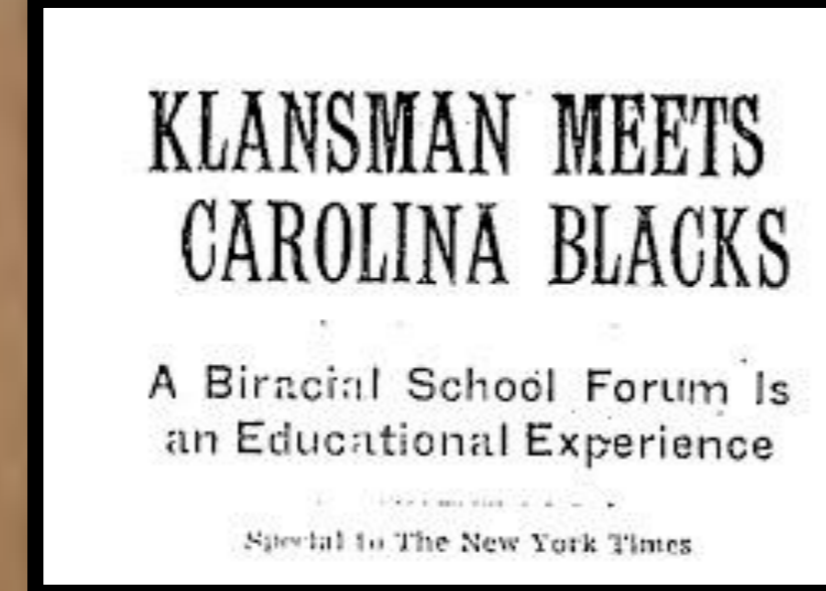 KLANSMAN MEETS
CAROLINA BLACKS
A Biracial School Forum Is
an Educational Experience
Special to The New York Times